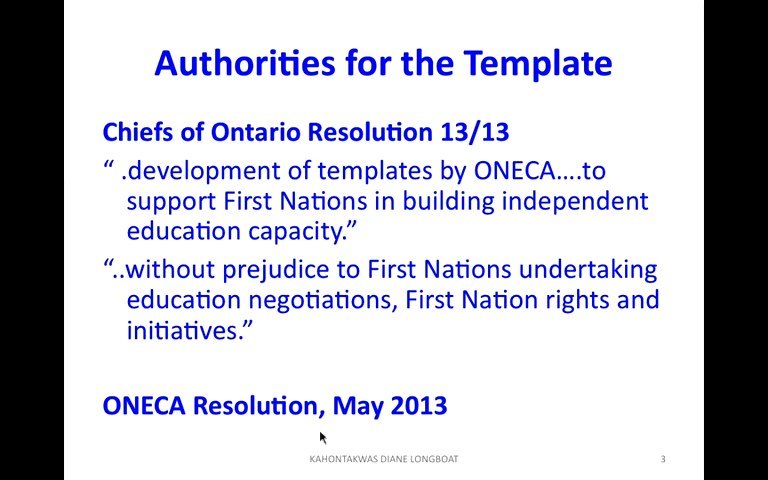 Authorities for the Template
Chiefs of Ontario Resolution 13/13
“ .development of templates by ONECA....to
support First Nations in building independent
education capacity.”
“..without prejudice to First Nations undertaking
education negotiations, First Nation rights and
initiatives.”
ONECA Resolution, May 2013
KAHONTAKWAS DIANE LONGBOAT
3